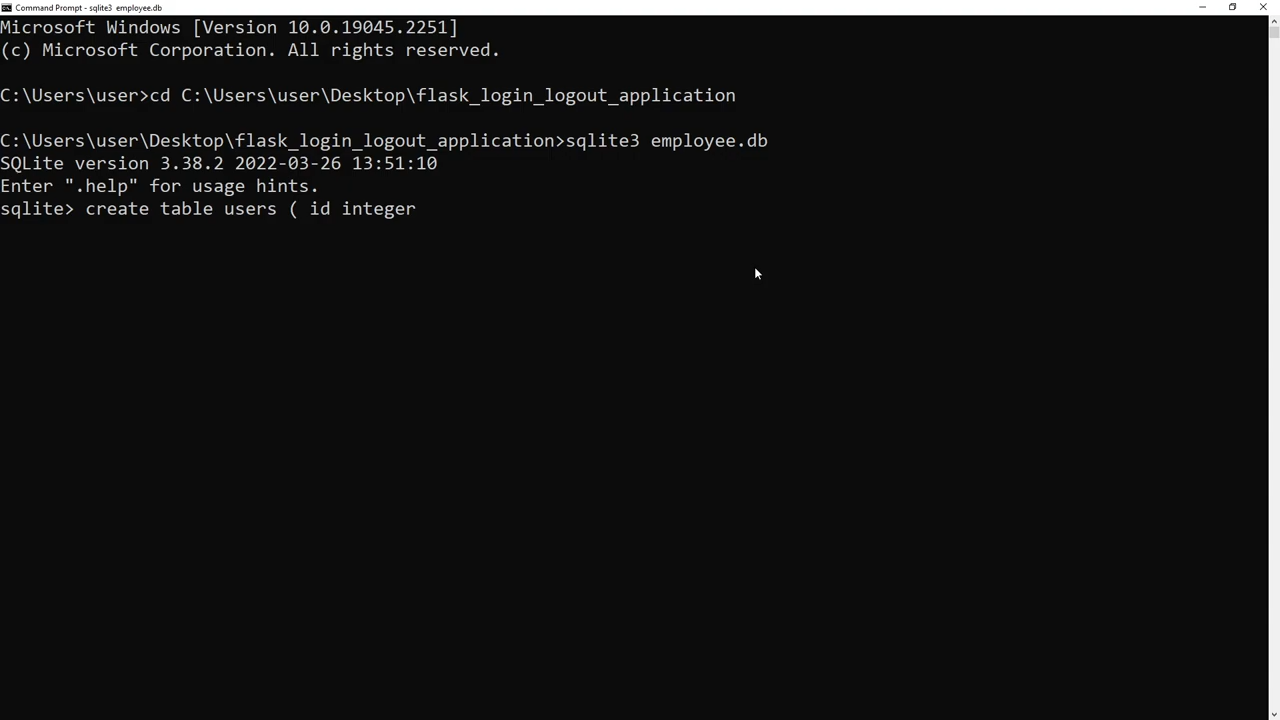 Command Prompt - sqlite3 employee.db
Microsoft Windows [Version 10.0.19045.2251]
(c) Microsoft Corporation. All rights reserved.
C:\Users\user>cd C:\Users\user\Desktop\flask_login_logout_application
C:\Users\user\Desktop\flask_login_logout_application>sqlite3 employee.db
SQLite version 3.38.2 2022-03-26 13:51:10
Enter ".help" for usage hints.
sqlite> create table users ( id integer